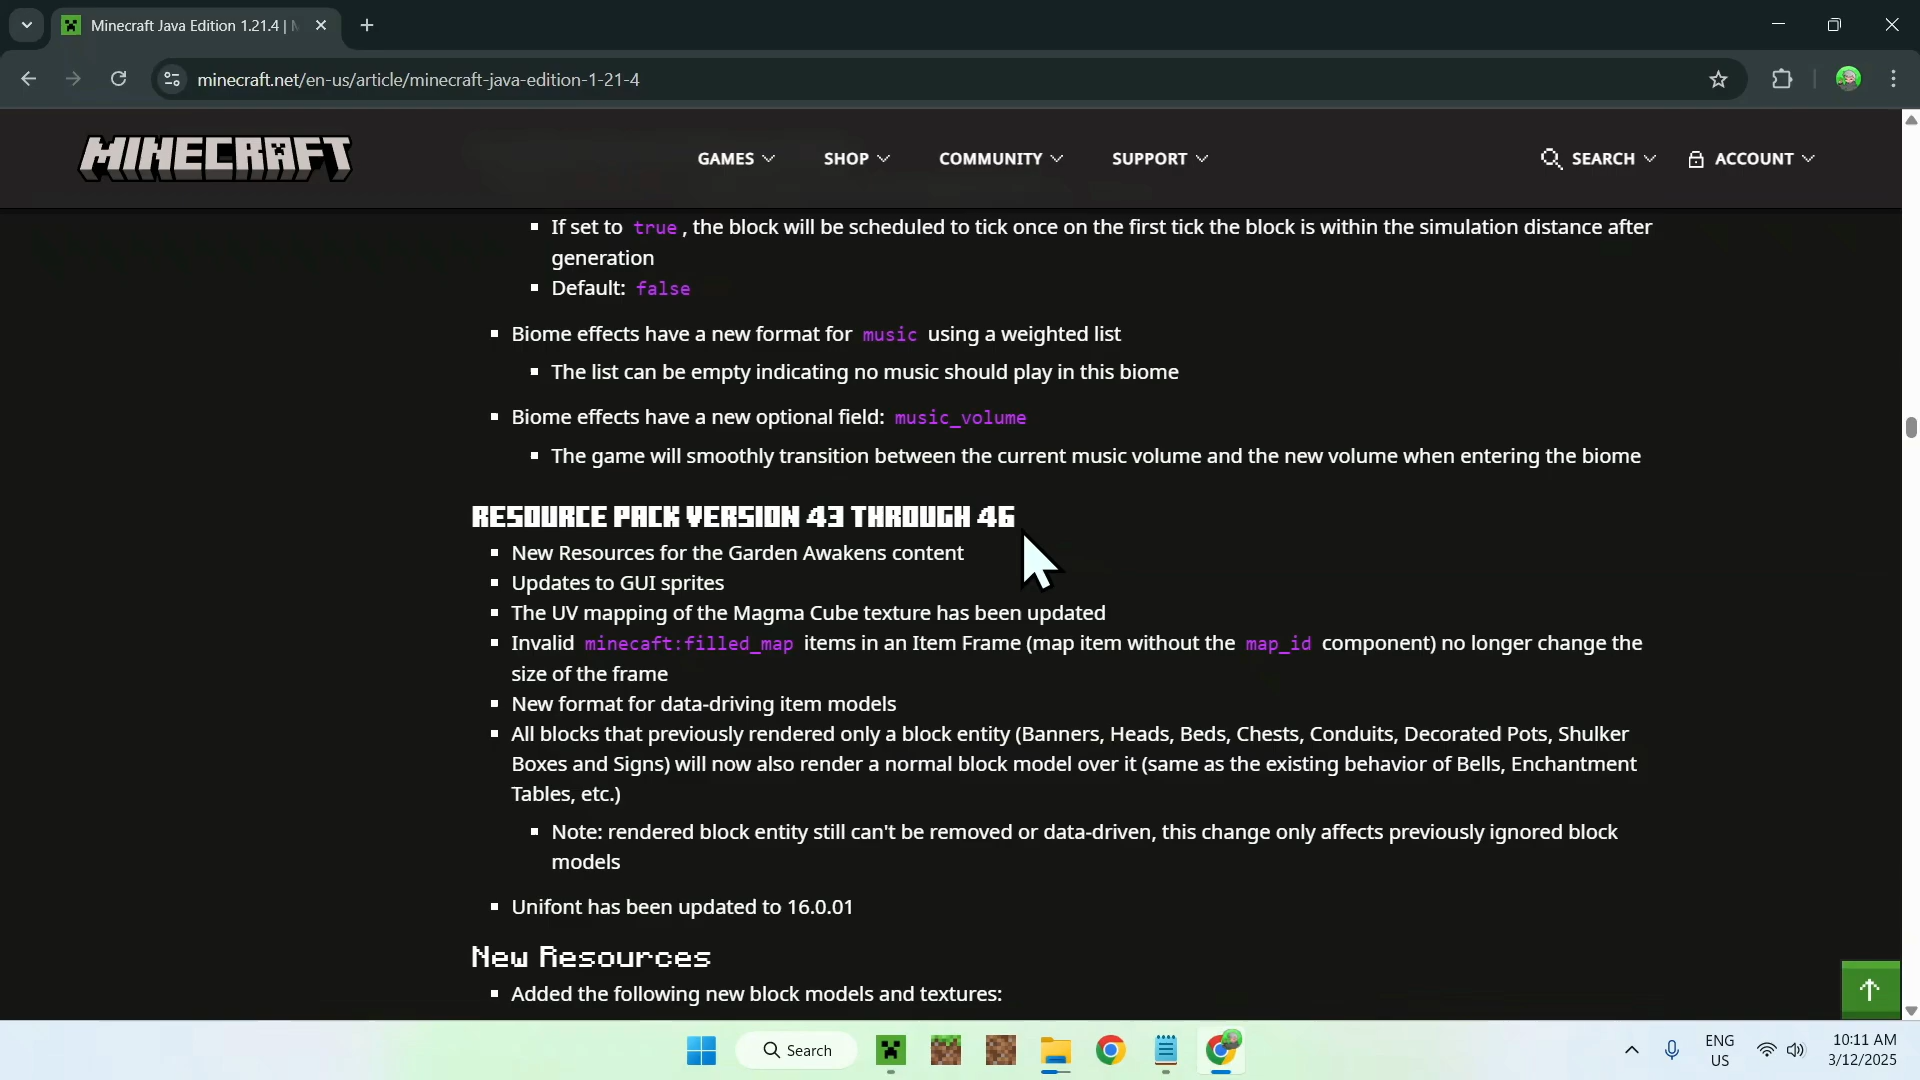 Minecraft Java Edition 1.21.4 |
minecraft.net/en-us/article/minecraft-java-edition-1-21-4
MINECRAFT
GAMES
SHOP
COMMUNITY
SUPPORT
SEARCH
ACCOUNT
If set to true, the block will be scheduled to tick once on the first tick the block is within the simulation distance after
generation
Default: false
Biome effects have a new format for music using a weighted list
The list can be empty indicating no music should play in this biome
Biome effects have a new optional field: music_volume
The game will smoothly transition between the current music volume and the new volume when entering the biome
RESOURCE PACK VERSION 43 THROUGH 46
New Resources for the Garden Awakens content
Updates to GUI sprites
The UV mapping of the Magma Cube texture has been updated
Invalid minecaft:filled_map items in an Item Frame (map item without the map_id component) no longer change the
size of the frame
New format for data-driving item models
All blocks that previously rendered only a block entity (Banners, Heads, Beds, Chests, Conduits, Decorated Pots, Shulker
Boxes and Signs) will now also render a normal block model over it (same as the existing behavior of Bells, Enchantment
Tables, etc.)
Note: rendered block entity still can't be removed or data-driven, this change only affects previously ignored block
models
Unifont has been updated to 16.0.01
New Resources
Added the following new block models and textures:
Search
ENG
US
10:11 AM
3/12/2025